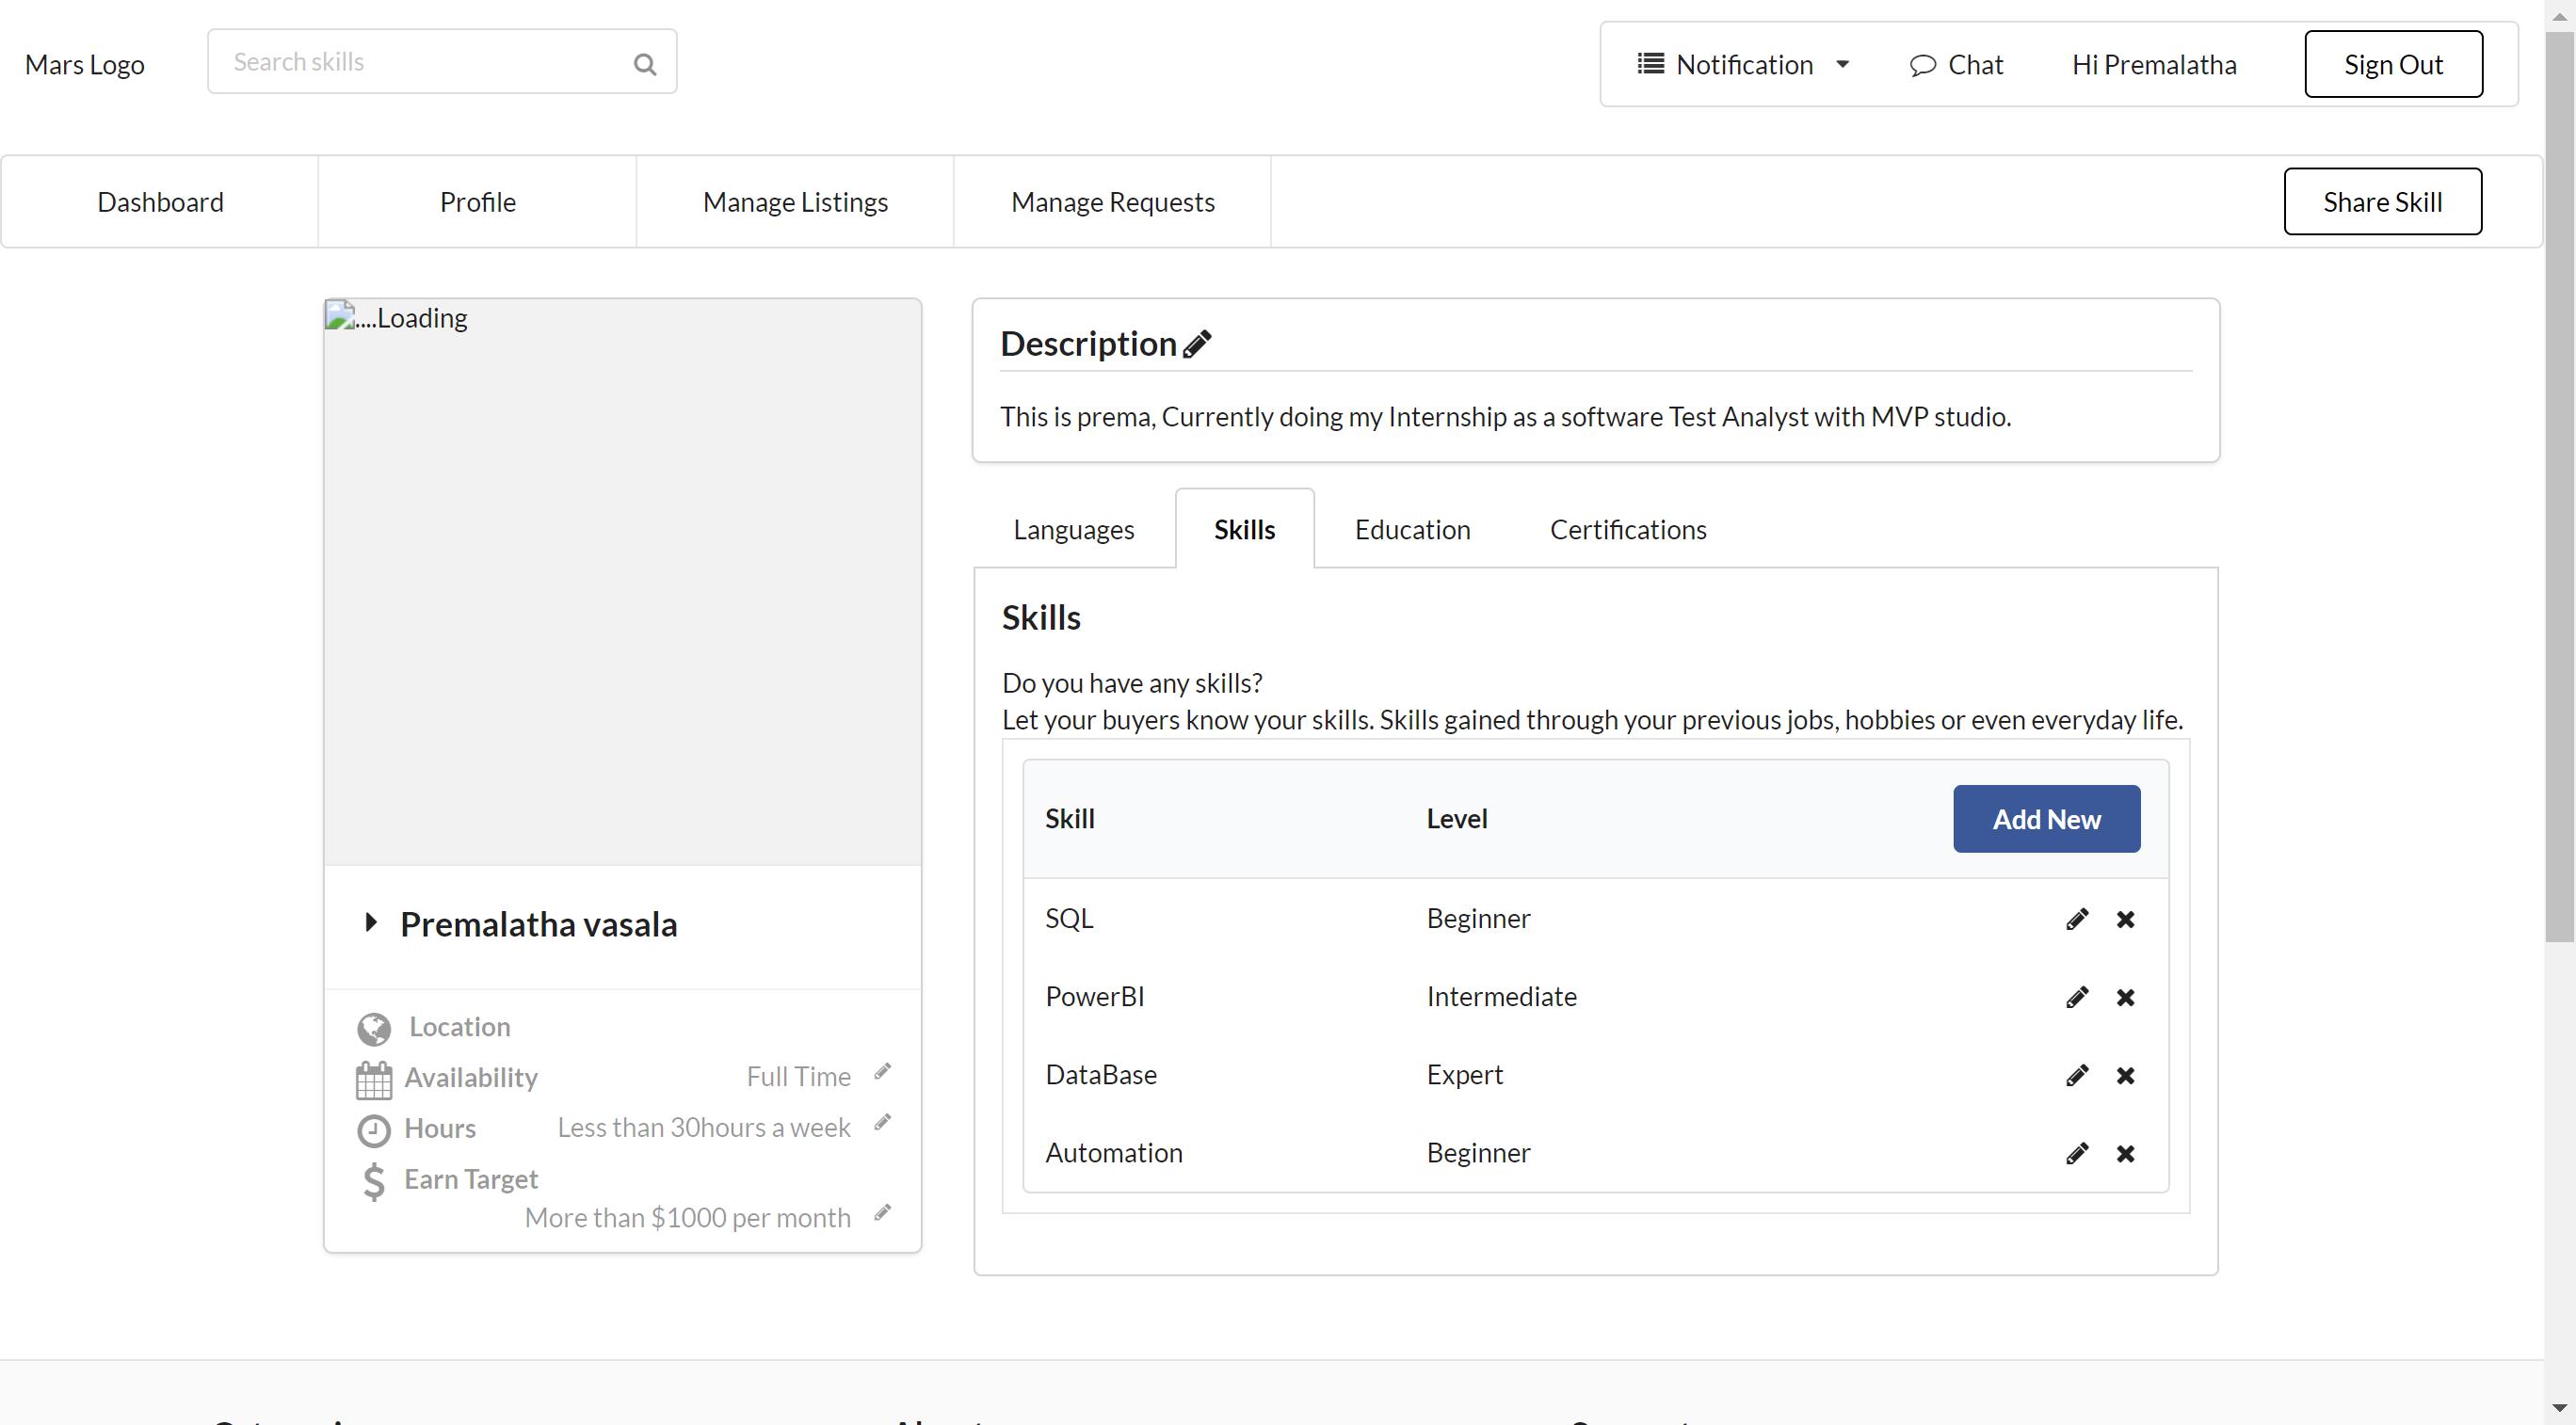 Mars Logo
Search skills
Notification
Chat
Hi Premalatha
Sign Out
Dashboard
Profile
Manage Listings
Manage Requests
Share Skill
....Loading
Premalatha vasala
Location
Availability Full Time
Hours Less than 30hours a week
Earn Target
More than $1000 per month
Description
This is prema, Currently doing my Internship as a software Test Analyst with MVP studio.
Languages
Skills
Education
Certifications
Skills
Do you have any skills?
Let your buyers know your skills. Skills gained through your previous jobs, hobbies or even everyday life.
Skill Level Add New
SQL Beginner
PowerBI Intermediate
DataBase Expert
Automation Beginner